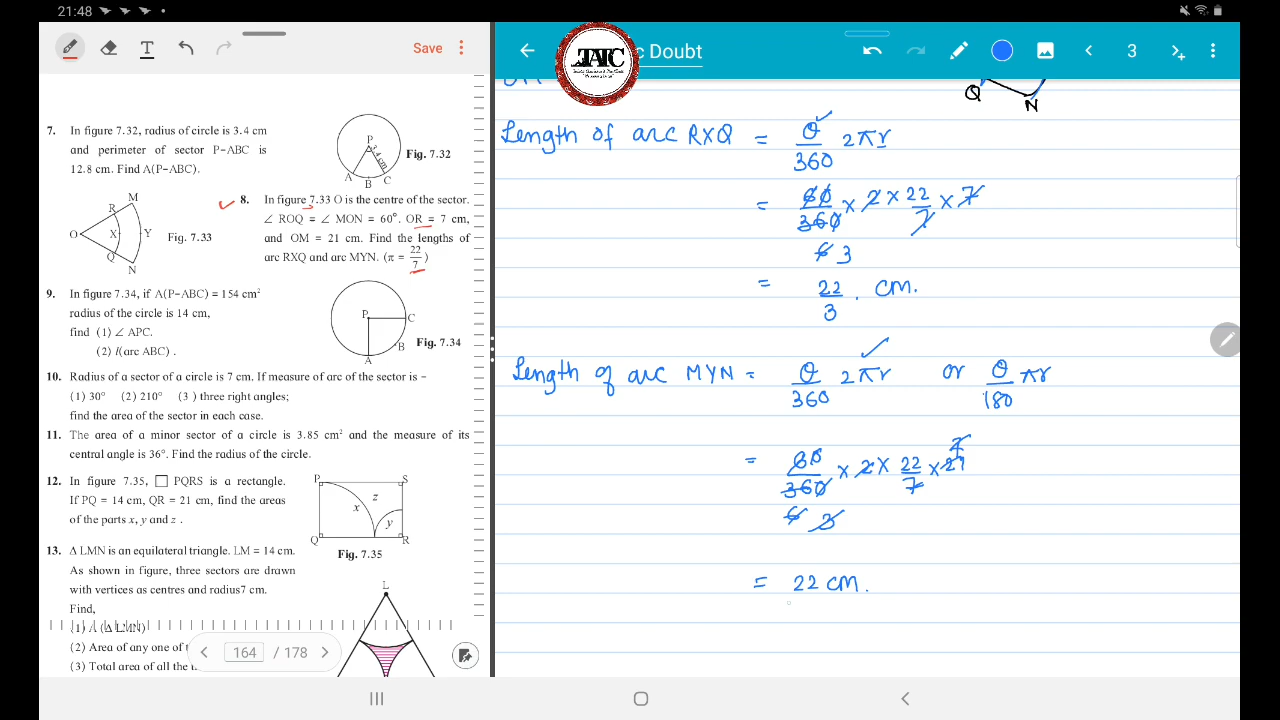 21:48
Save
JAIC
c Doubt
3
7. In figure 7.32, radius of circle is 3.4 cm
and perimeter of sector P-ABC is
12.8 cm. Find A(P-ABC).
P
3.4 cm
A
B
C
Fig. 7.32
8. In figure 7.33 O is the centre of the sector.
∠ ROQ = ∠ MON = 60°. OR = 7 cm,
and OM = 21 cm. Find the lengths of
arc RXQ and arc MYN. (π = 22/7)
M
R
O
X
Y
Q
N
Fig. 7.33
9. In figure 7.34, if A(P-ABC) = 154 cm²
radius of the circle is 14 cm,
find (1) ∠ APC.
(2) l(arc ABC) .
P
C
B
A
Fig. 7.34
10. Radius of a sector of a circle is 7 cm. If measure of arc of the sector is -
(1) 30° (2) 210° (3 ) three right angles;
find the area of the sector in each case.
11. The area of a minor sector of a circle is 3.85 cm² and the measure of its
central angle is 36°. Find the radius of the circle.
12. In figure 7.35, □ PQRS is a rectangle.
If PQ = 14 cm, QR = 21 cm, find the areas
of the parts x, y and z .
P
S
z
x
y
Q
R
Fig. 7.35
13. Δ LMN is an equilateral triangle. LM = 14 cm.
As shown in figure, three sectors are drawn
with vertices as centres and radius7 cm.
Find,
(1) A (Δ LMN)
(2) Area of any one of
(3) Total area of all the
L
164 / 178
Q
N
Length of arc RXQ = θ/360 2πr
= 60/360 × 2 × 22/7 × 7
6 3
= 22/3 . cm.
Length of arc MYN = θ/360 2πr or θ/180 πr
= 60/360 × 2 × 22/7 × 21
6 3
= 22 cm.